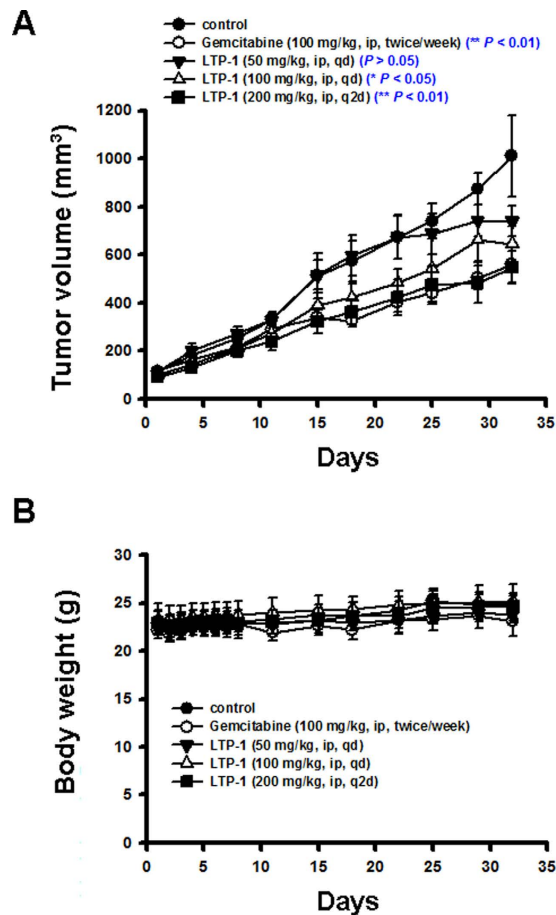 A
control
Gemcitabine (100 mg/kg, ip, twice/week) (** P < 0.01)
LTP-1 (50 mg/kg, ip, qd) (P > 0.05)
LTP-1 (100 mg/kg, ip, qd) (* P < 0.05)
LTP-1 (200 mg/kg, ip, q2d) (** P < 0.01)
Tumor volume (mm³)
1200
1000
800
600
400
200
0
0 5 10 15 20 25 30 35
Days
B
Body weight (g)
30
25
20
15
10
5
0
control
Gemcitabine (100 mg/kg, ip, twice/week)
LTP-1 (50 mg/kg, ip, qd)
LTP-1 (100 mg/kg, ip, qd)
LTP-1 (200 mg/kg, ip, q2d)
0 5 10 15 20 25 30 35
Days